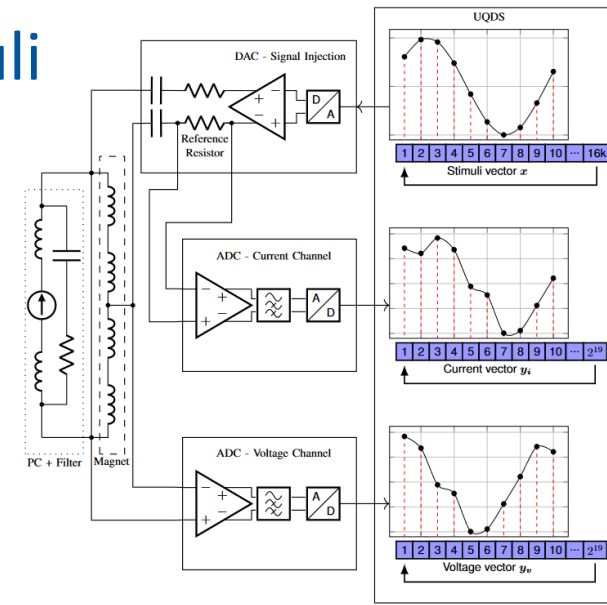 uli
UQDS
DAC - Signal Injection
D
A
Reference
Resistor
1 2 3 4 5 6 7 8 9 10 ... 16k
Stimuli vector x
ADC - Current Channel
A
D
1 2 3 4 5 6 7 8 9 10 ... 2¹⁹
Current vector yᵢ
PC + Filter
Magnet
ADC - Voltage Channel
A
D
1 2 3 4 5 6 7 8 9 10 ... 2¹⁹
Voltage vector yᵥ